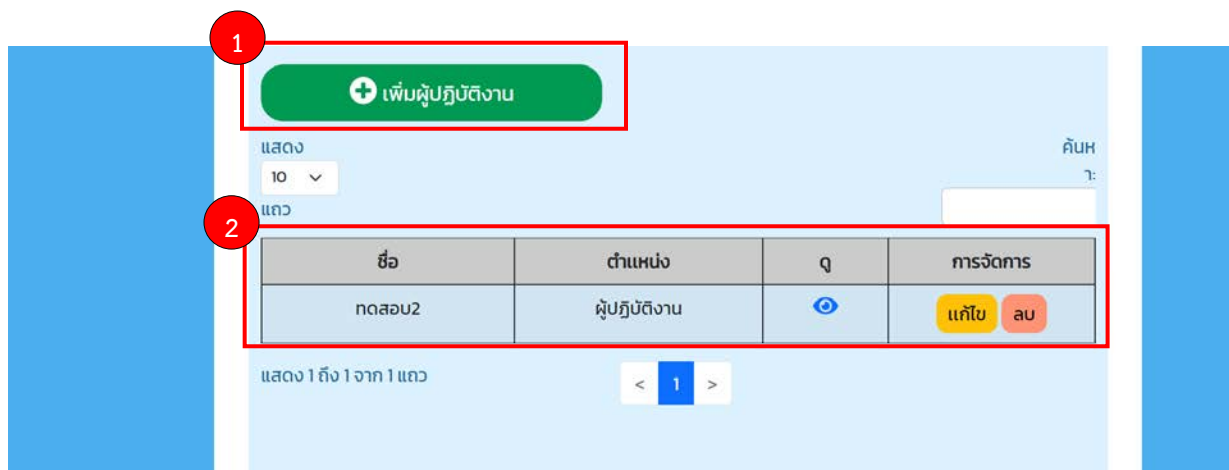 1
เพิ่มผู้ปฏิบัติงาน
แสดง
10
แถว
ค้นห
า:
2
ชื่อ ตำแหน่ง ดู การจัดการ
ทดสอบ2 ผู้ปฏิบัติงาน แก้ไข ลบ
แสดง 1 ถึง 1 จาก 1 แถว
< 1 >